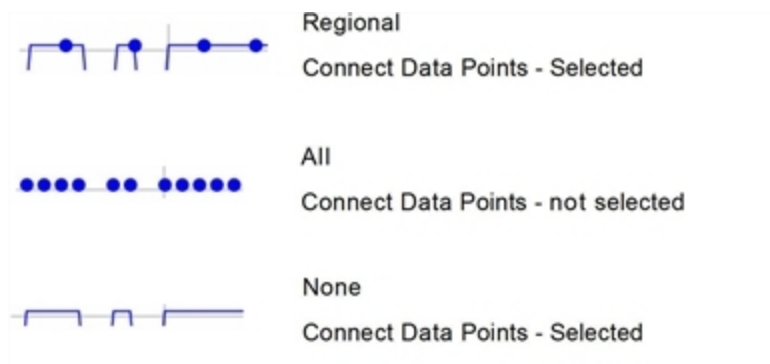 Regional
Connect Data Points - Selected
All
Connect Data Points - not selected
None
Connect Data Points - Selected